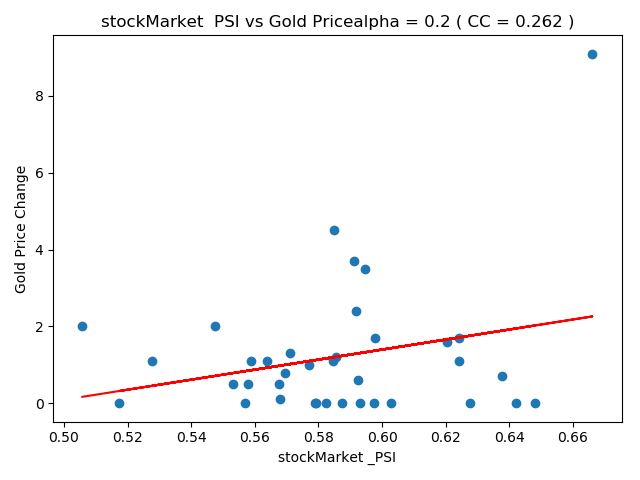 stockMarket  PSI vs Gold Pricealpha = 0.2 ( CC = 0.262 )
Gold Price Change
8
6
4
2
0
0.50 0.52 0.54 0.56 0.58 0.60 0.62 0.64 0.66
stockMarket _PSI